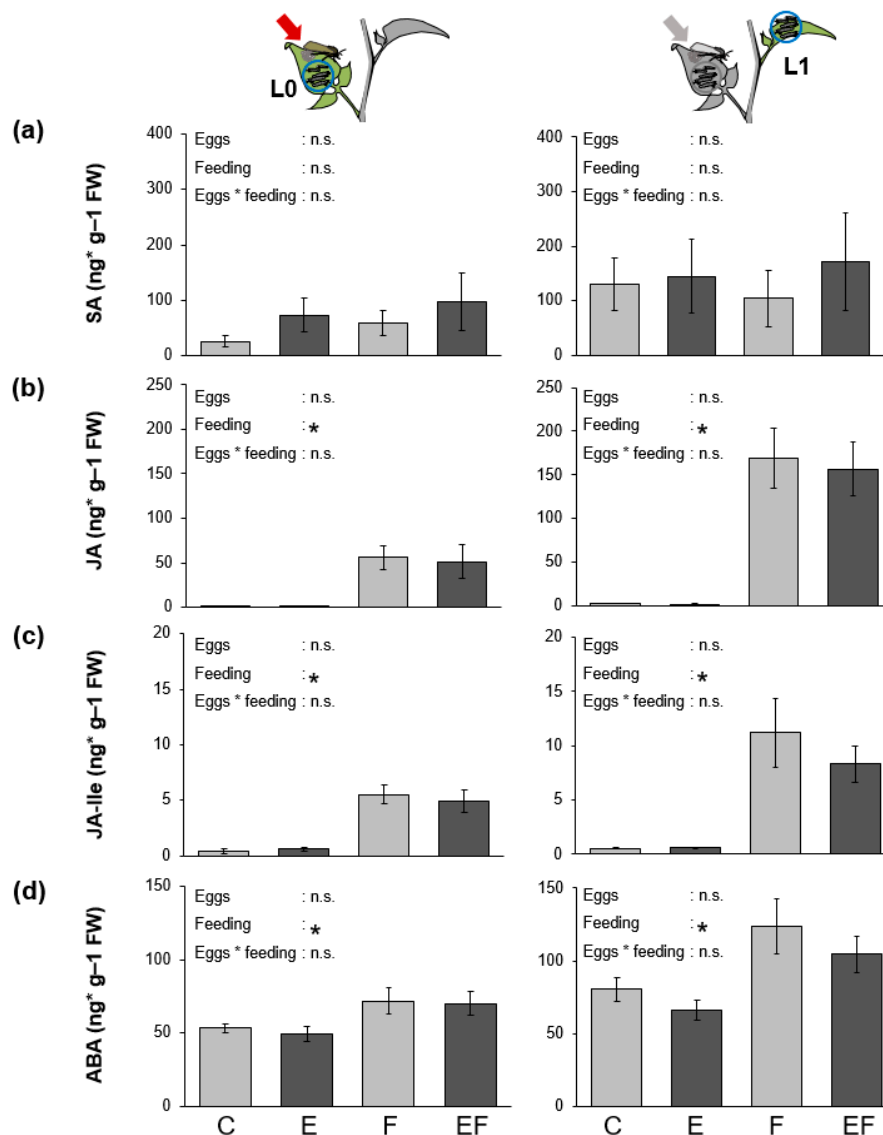 L0
L1
(a)
SA (ng* g–1 FW)
400
300
200
100
0
Eggs : n.s.
Feeding : n.s.
Eggs * feeding : n.s.
400
300
200
100
0
Eggs : n.s.
Feeding : n.s.
Eggs * feeding : n.s.
(b)
JA (ng* g–1 FW)
250
200
150
100
50
0
Eggs : n.s.
Feeding : *
Eggs * feeding : n.s.
250
200
150
100
50
0
Eggs : n.s.
Feeding : *
Eggs * feeding : n.s.
(c)
JA-Ile (ng* g–1 FW)
20
15
10
5
0
Eggs : n.s.
Feeding : *
Eggs * feeding : n.s.
20
15
10
5
0
Eggs : n.s.
Feeding : *
Eggs * feeding : n.s.
(d)
ABA (ng* g–1 FW)
150
100
50
0
Eggs : n.s.
Feeding : *
Eggs * feeding : n.s.
150
100
50
0
Eggs : n.s.
Feeding : *
Eggs * feeding : n.s.
C E F EF
C E F EF